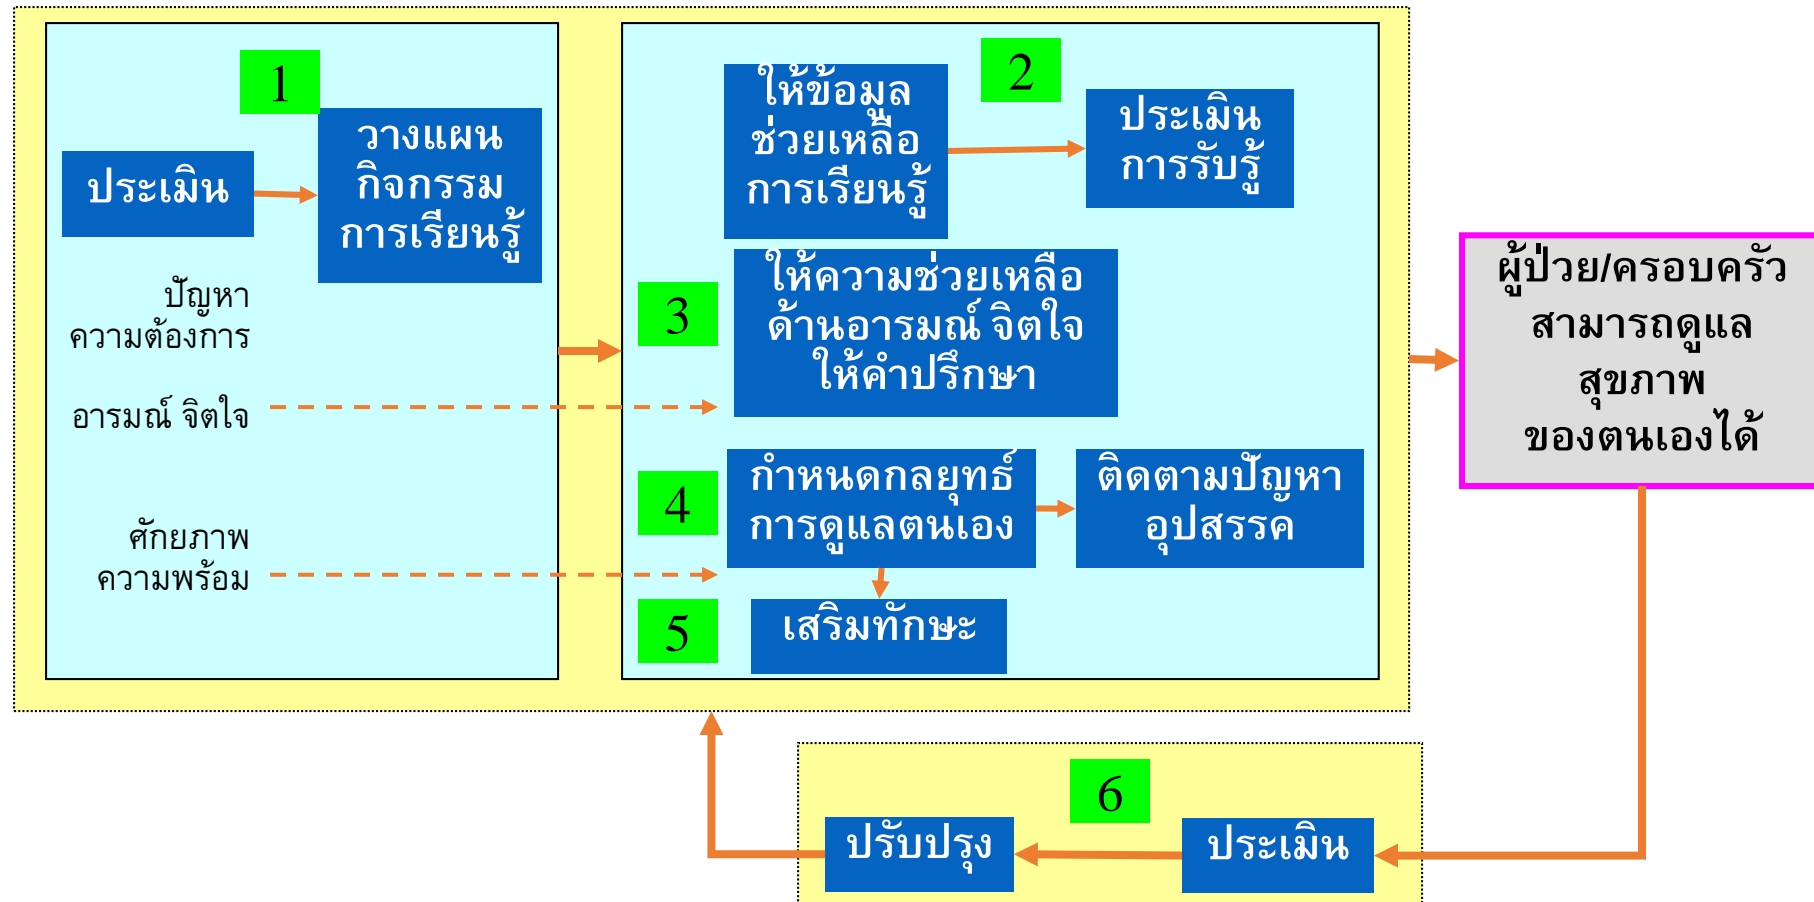 1
ประเมิน
วางแผน
กิจกรรม
การเรียนรู้
ปัญหา
ความต้องการ
อารมณ์ จิตใจ
ศักยภาพ
ความพร้อม
2
ให้ข้อมูล
ช่วยเหลือ
การเรียนรู้
ประเมิน
การรับรู้
3
ให้ความช่วยเหลือ
ด้านอารมณ์ จิตใจ
ให้คำปรึกษา
4
กำหนดกลยุทธ์
การดูแลตนเอง
ติดตามปัญหา
อุปสรรค
5
เสริมทักษะ
ผู้ป่วย/ครอบครัว
สามารถดูแล
สุขภาพ
ของตนเองได้
6
ปรับปรุง
ประเมิน